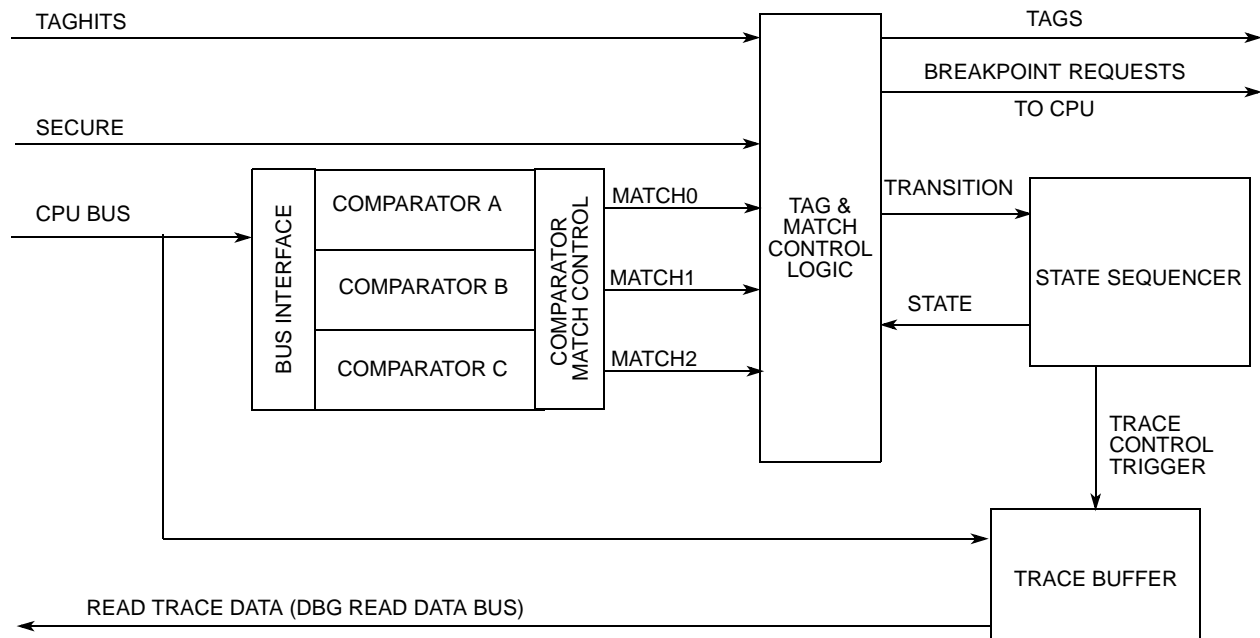 TAGHITS
TAGS
BREAKPOINT REQUESTS
TO CPU
SECURE
CPU BUS
BUS INTERFACE
COMPARATOR A
COMPARATOR B
COMPARATOR C
COMPARATOR
MATCH CONTROL
MATCH0
MATCH1
MATCH2
TAG &
MATCH
CONTROL
LOGIC
TRANSITION
STATE
STATE SEQUENCER
TRACE
CONTROL
TRIGGER
TRACE BUFFER
READ TRACE DATA (DBG READ DATA BUS)